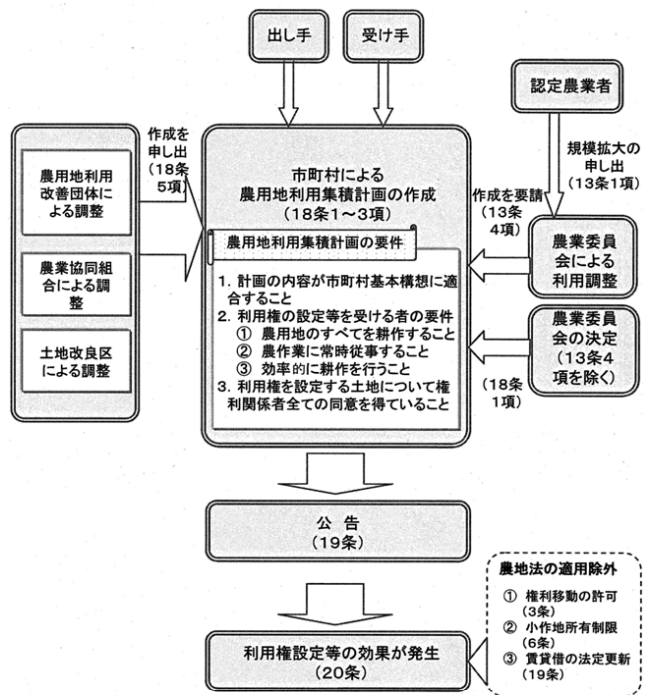 出し手
受け手
認定農業者
規模拡大の
申し出
(13条1項)
作成を
申し出
(18条
5項)
農用地利用
改善団体に
よる調整
農業協同組
合による調
整
土地改良区
による調整
市町村による
農用地利用集積計画の作成
(18条1～3項)
農用地利用集積計画の要件
1. 計画の内容が市町村基本構想に適
合すること
2. 利用権の設定等を受ける者の要件
① 農用地のすべてを耕作すること
② 農作業に常時従事すること
③ 効率的に耕作を行うこと
3. 利用権を設定する土地について権
利関係者全ての同意を得ていること
作成を要請
(13条
4項)
農業委員
会による
利用調整
農業委員
会の決定
(13条4
項を除く)
(18条
1項)
公 告
(19条)
利用権設定等の効果が発生
(20条)
農地法の適用除外
① 権利移動の許可
(3条)
② 小作地所有制限
(6条)
③ 賃貸借の法定更新
(19条)